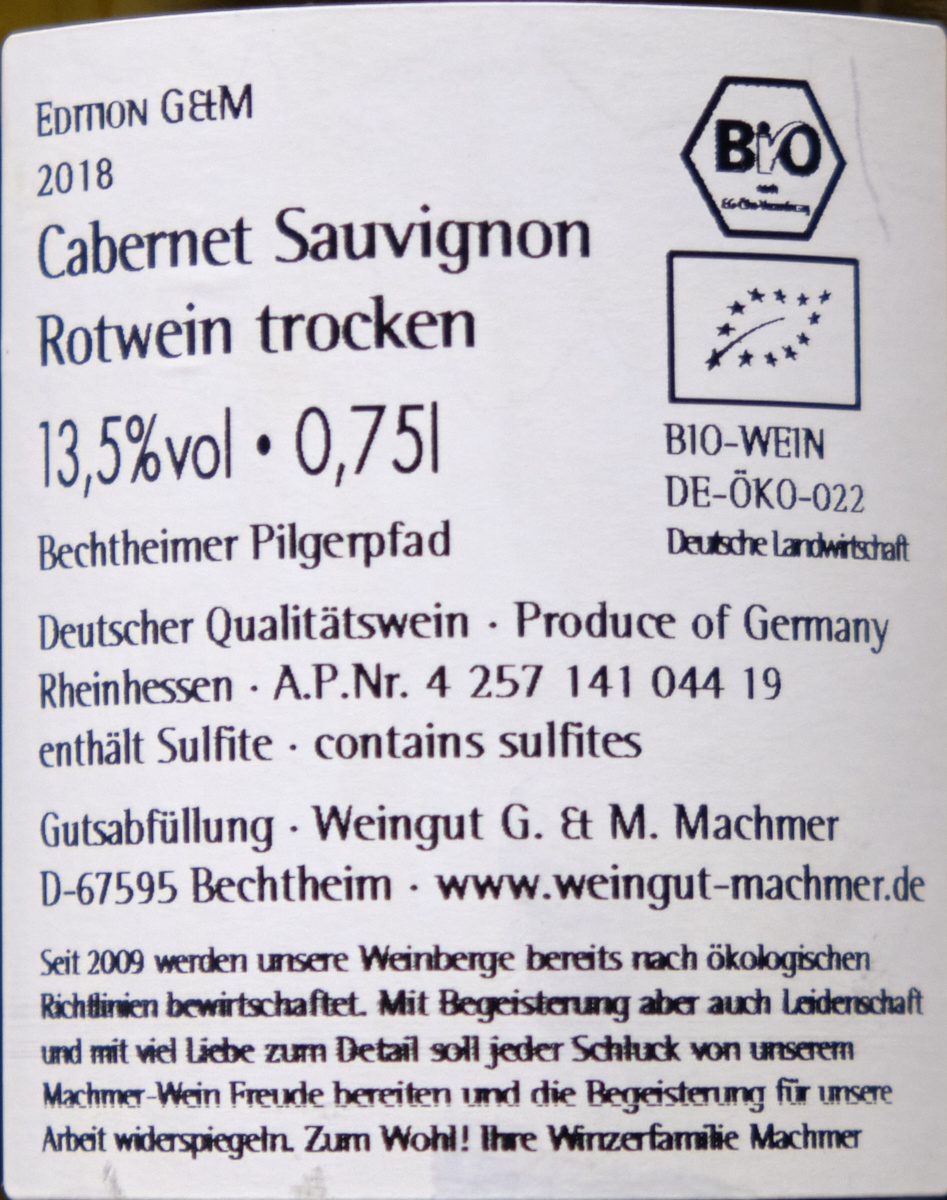 EDITION G&M
2018
Cabernet Sauvignon
Rotwein trocken
13,5%vol • 0,75l
Bechtheimer Pilgerpfad
Deutscher Qualitätswein · Produce of Germany
Rheinhessen · A.P.Nr. 4 257 141 044 19
enthält Sulfite · contains sulfites
Gutsabfüllung · Weingut G. & M. Machmer
D-67595 Bechtheim · www.weingut-machmer.de
Seit 2009 werden unsere Weinberge bereits nach ökologischen
Richtlinien bewirtschaftet. Mit Begeisterung aber auch Leidenschaft
und mit viel Liebe zum Detail soll jeder Schluck von unserem
Machmer-Wein Freude bereiten und die Begeisterung für unsere
Arbeit widerspiegeln. Zum Wohl! Ihre Winzerfamilie Machmer
BIO
nach
EG-Öko-Verordnung
BIO-WEIN
DE-ÖKO-022
Deutsche Landwirtschaft